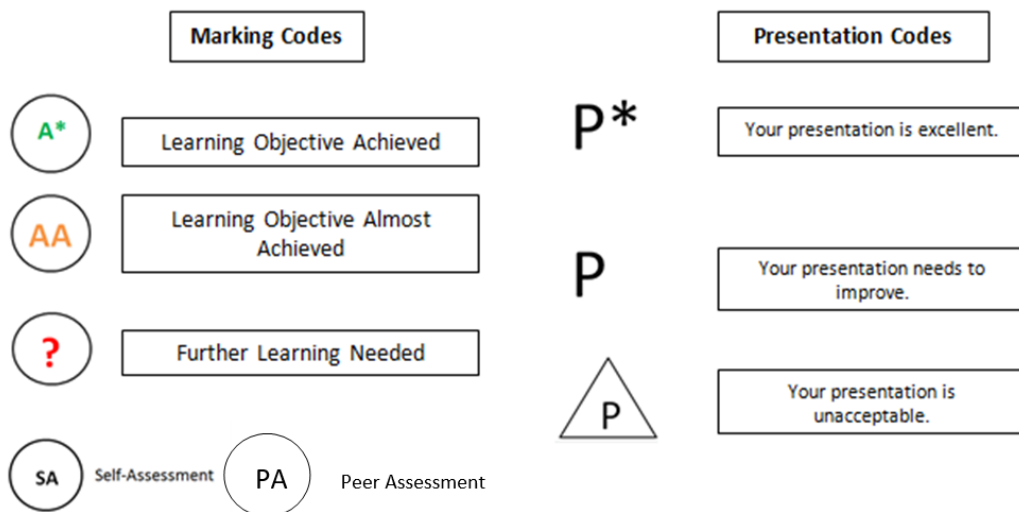 Marking Codes
A*
Learning Objective Achieved
AA
Learning Objective Almost
Achieved
?
Further Learning Needed
SA
Self-Assessment
PA
Peer Assessment
Presentation Codes
P*
Your presentation is excellent.
P
Your presentation needs to
improve.
P
Your presentation is
unacceptable.